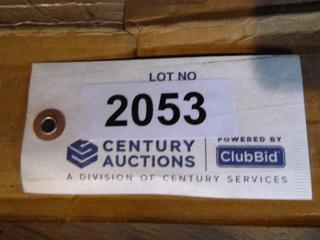 LOT NO
2053
CENTURY AUCTIONS
POWERED BY
ClubBid
A DIVISION OF CENTURY SERVICES